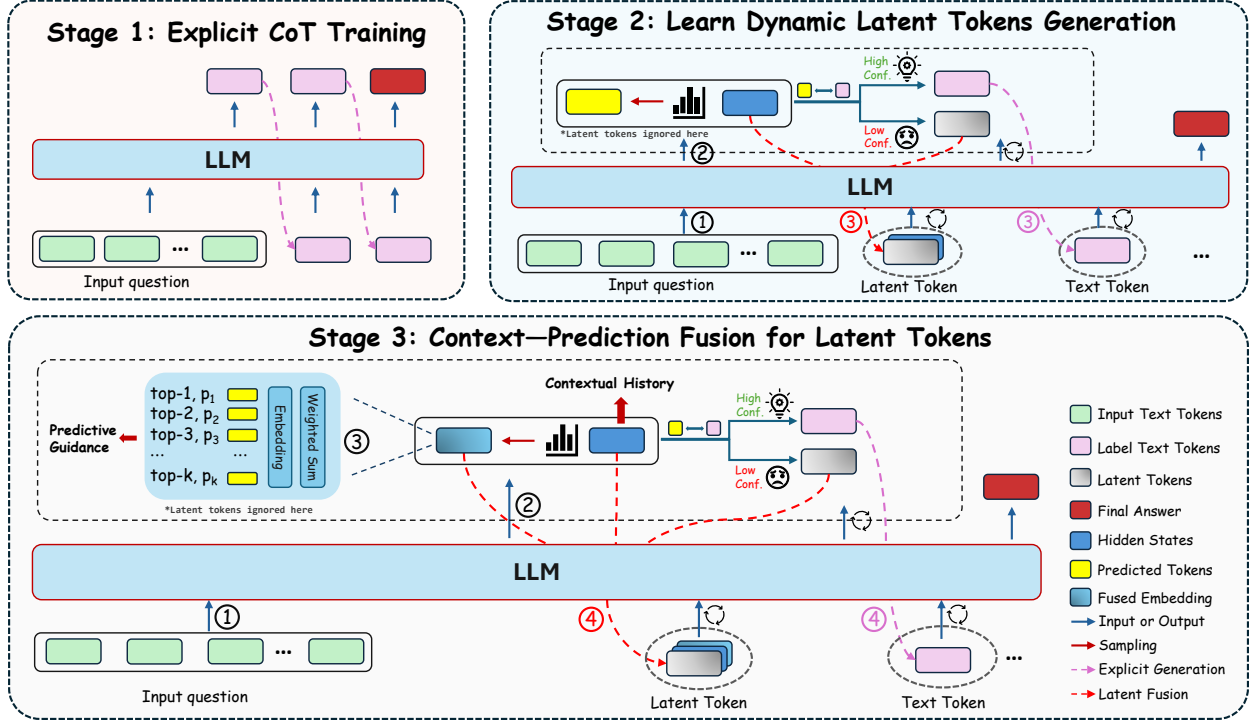 Stage 1: Explicit CoT Training
LLM
...
Input question
Stage 2: Learn Dynamic Latent Tokens Generation
High
Conf.
*Latent tokens ignored here
Low
Conf.
②
LLM
①
③
③
...
Input question
Latent Token
Text Token
...
Stage 3: Context—Prediction Fusion for Latent Tokens
Predictive
Guidance
top-1, p1
top-2, p2
top-3, p3
... ...
top-k, pk
Embedding
Weighted Sum
*Latent tokens ignored here
③
Contextual History
High
Conf.
Low
Conf.
②
LLM
①
④
④
...
Input question
Latent Token
Text Token
...
Input Text Tokens
Label Text Tokens
Latent Tokens
Final Answer
Hidden States
Predicted Tokens
Fused Embedding
Input or Output
Sampling
Explicit Generation
Latent Fusion